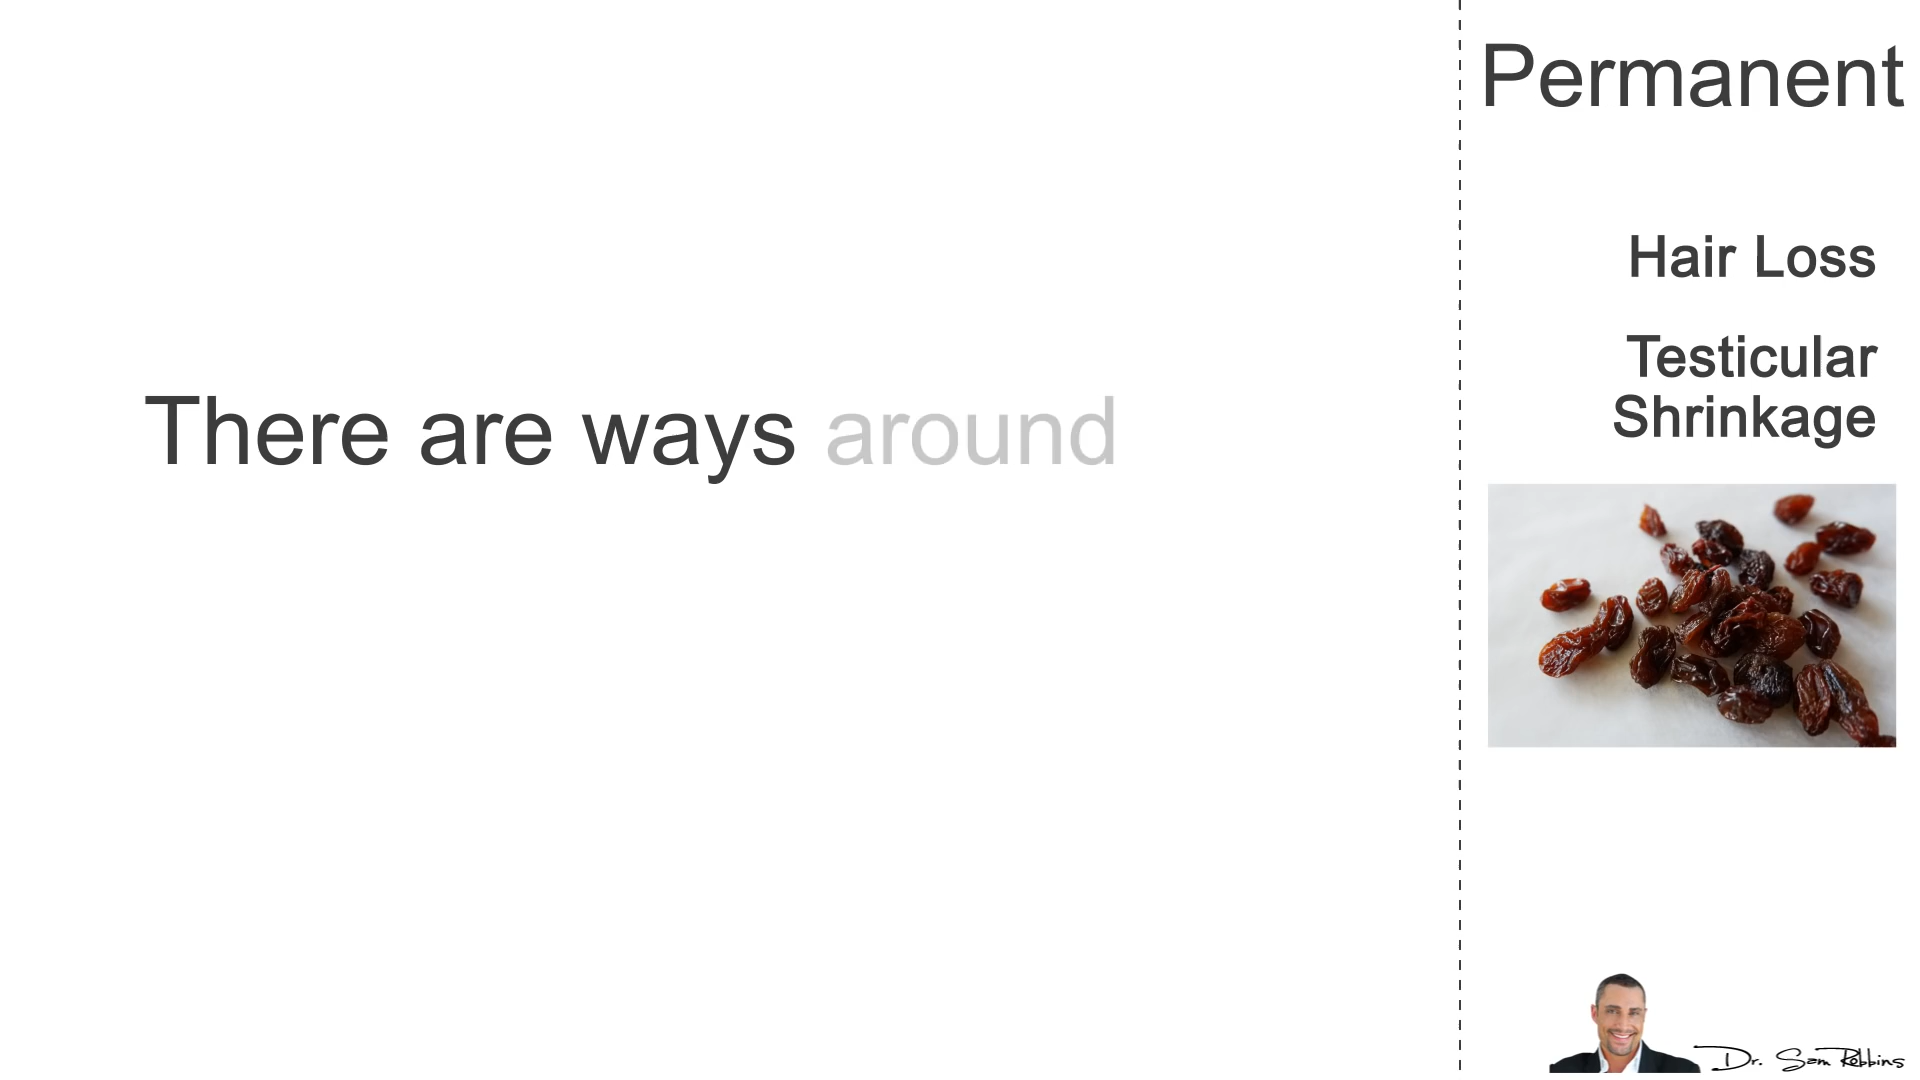 There are ways around
Permanent
Hair Loss
Testicular
Shrinkage
Dr. Sam Robbins